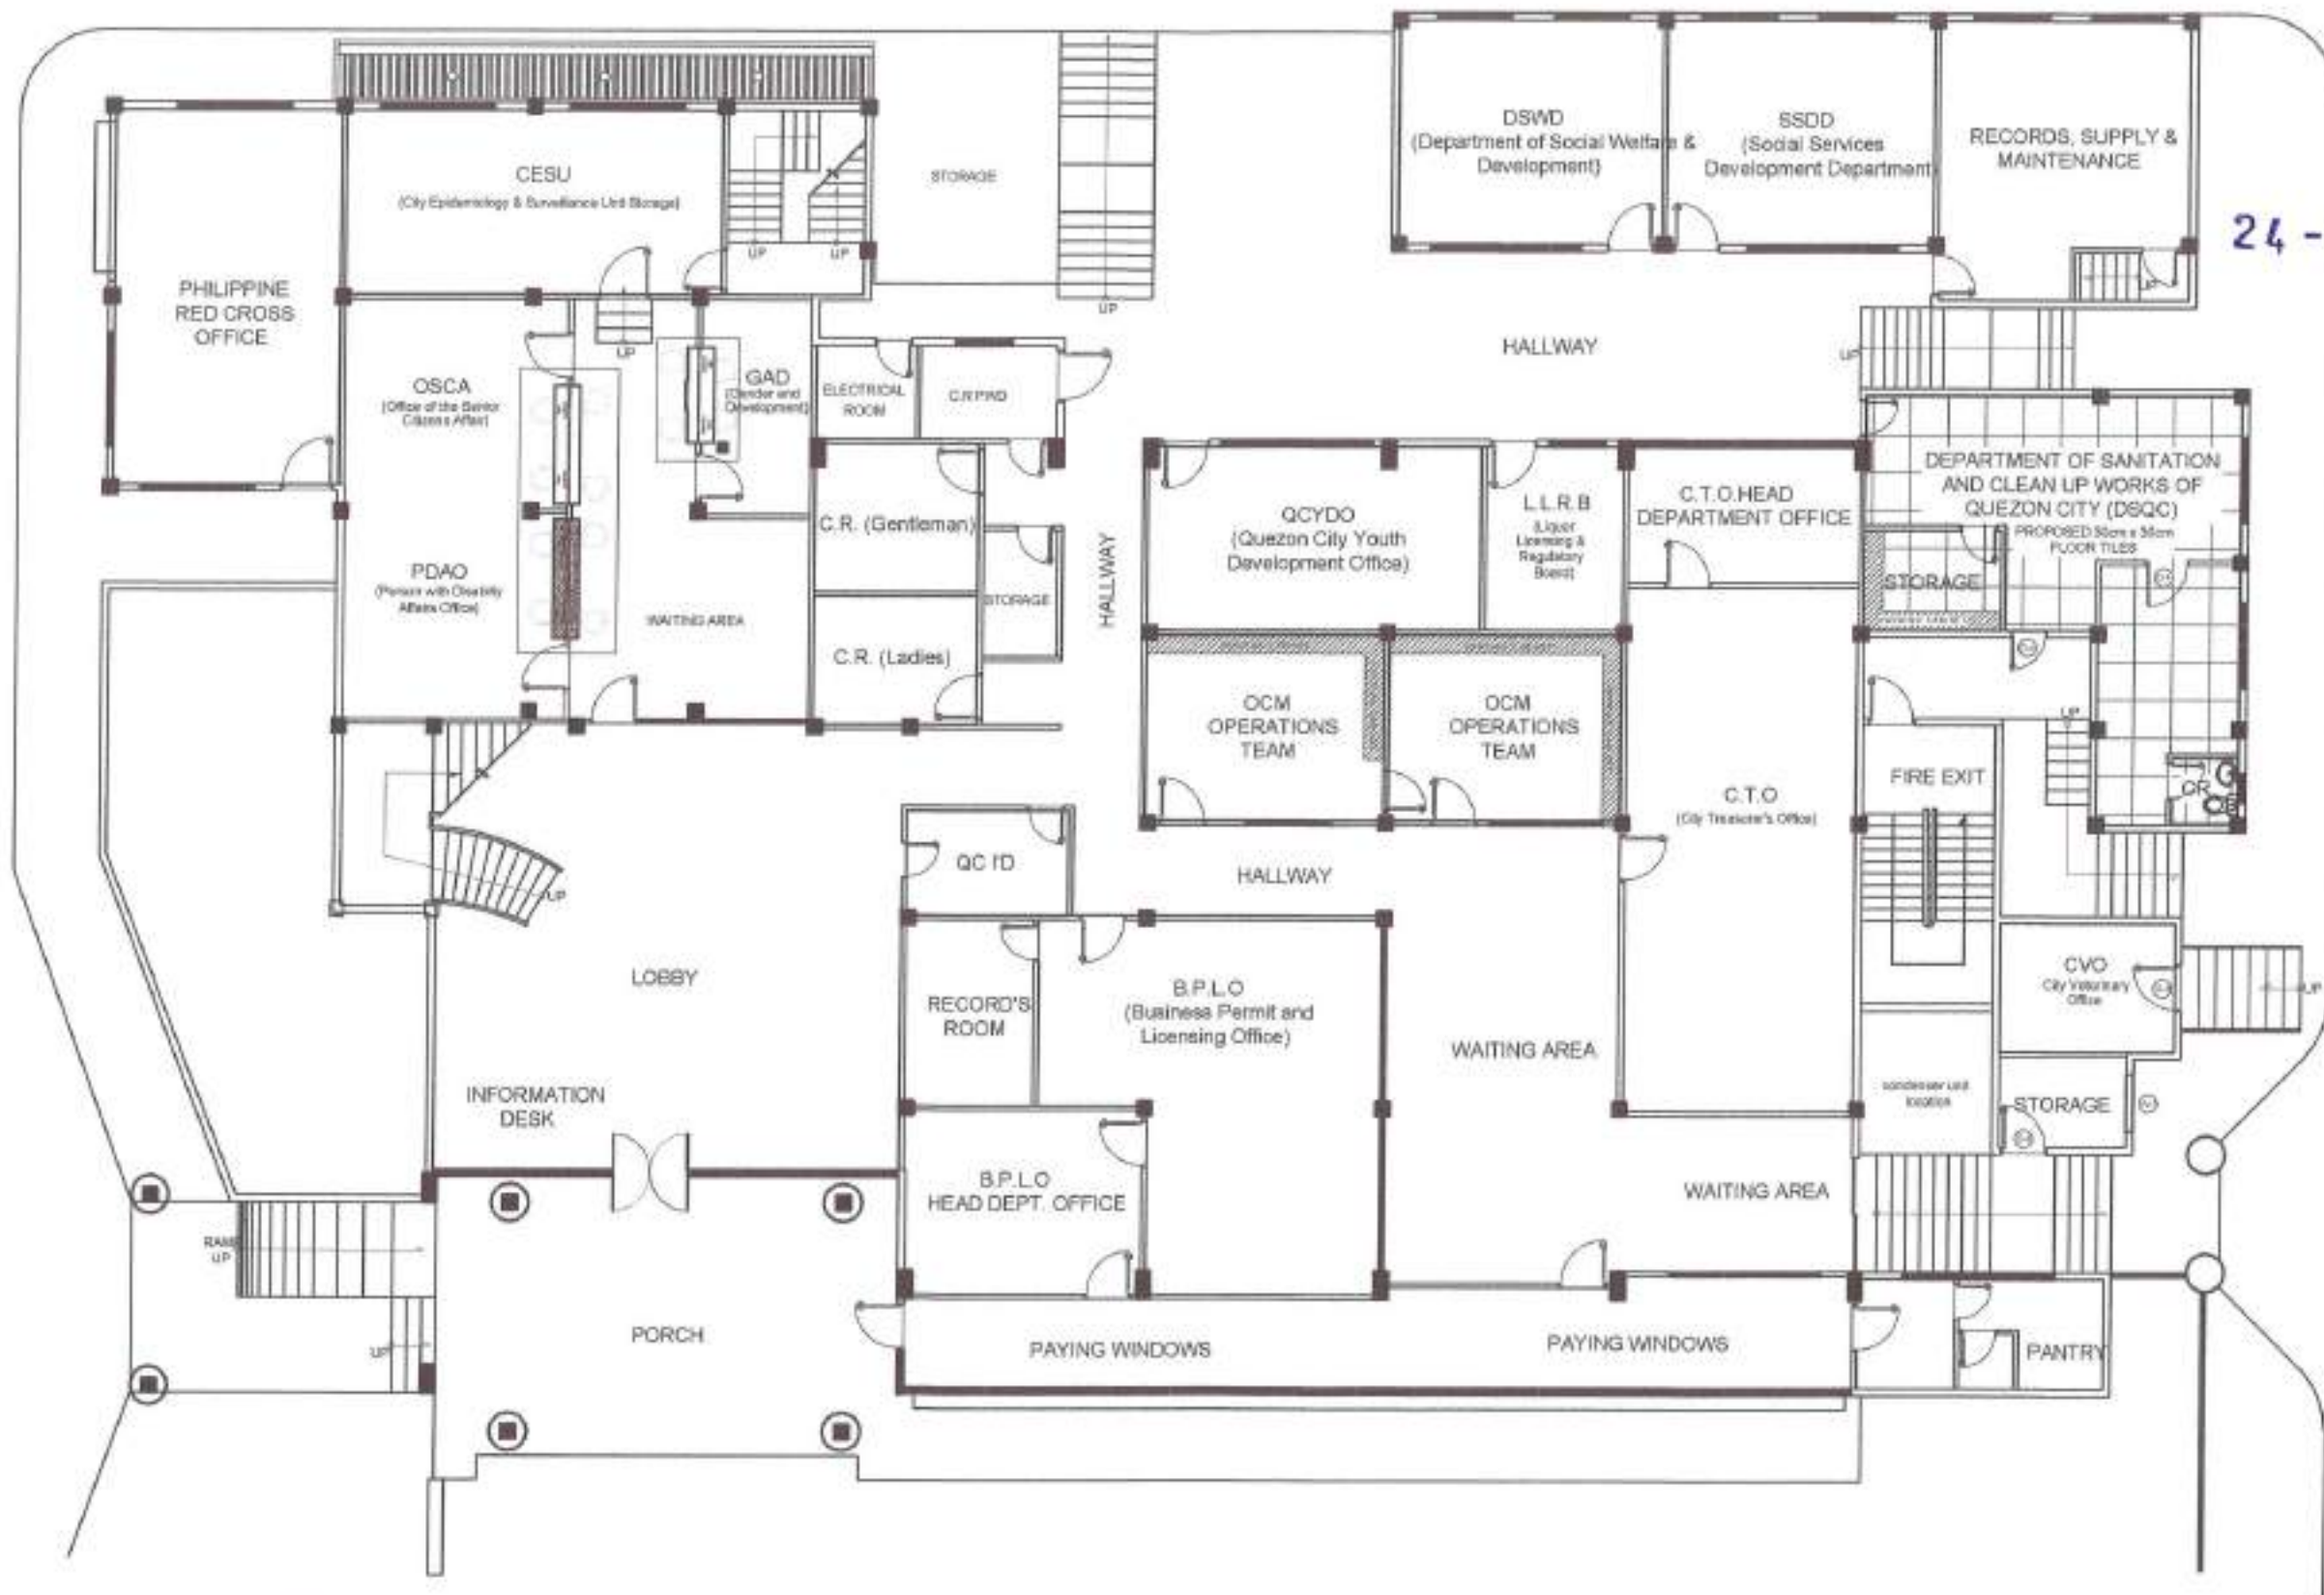 DSWD
(Department of Social Welfare &
Development)
SSDD
(Social Services
Development Department)
RECORDS, SUPPLY &
MAINTENANCE
24 -
CESU
(City Epidemiology & Surveillance Unit Storage)
STORAGE
UP
UP
UP
UP
PHILIPPINE
RED CROSS
OFFICE
UP
HALLWAY
UP
OSCA
(Office of the Senior
Citizens Affair)
GAD
(Gender and
Development)
ELECTRICAL
ROOM
C.R PWD
DEPARTMENT OF SANITATION
AND CLEAN UP WORKS OF
QUEZON CITY (DSQC)
PROPOSED
FLOOR TILES
STORAGE
C.T.O.HEAD
DEPARTMENT OFFICE
L.L.R.B
(Liquor
Licensing &
Regulatory
Board)
QCYDO
(Quezon City Youth
Development Office)
C.R. (Gentleman)
HALLWAY
PDAO
(Person with Disability
Affairs Office)
WAITING AREA
STORAGE
C.R. (Ladies)
OCM
OPERATIONS
TEAM
OCM
OPERATIONS
TEAM
UP
FIRE EXIT
CR
C.T.O
(City Treasurer's Office)
QC I'D
HALLWAY
UP
LOBBY
RECORD'S
ROOM
B.P.L.O
(Business Permit and
Licensing Office)
CVO
City Veterinary
Office
UP
WAITING AREA
INFORMATION
DESK
condenser unit
location
STORAGE
B.P.L.O
HEAD DEPT. OFFICE
WAITING AREA
RAMP
UP
UP
PORCH
PAYING WINDOWS
PAYING WINDOWS
PANTRY